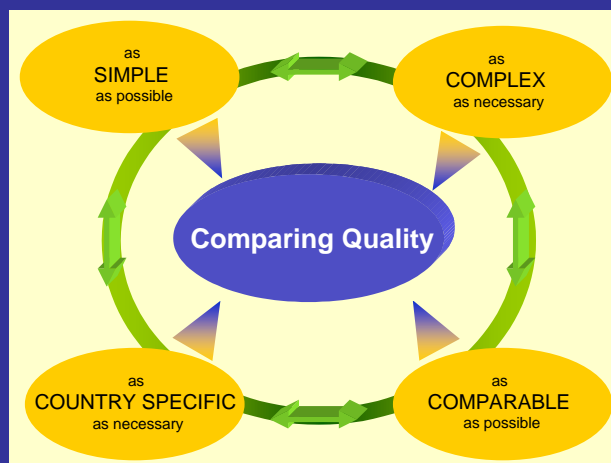 as
SIMPLE
as possible
as
COMPLEX
as necessary
Comparing Quality
as
COUNTRY SPECIFIC
as necessary
as
COMPARABLE
as possible